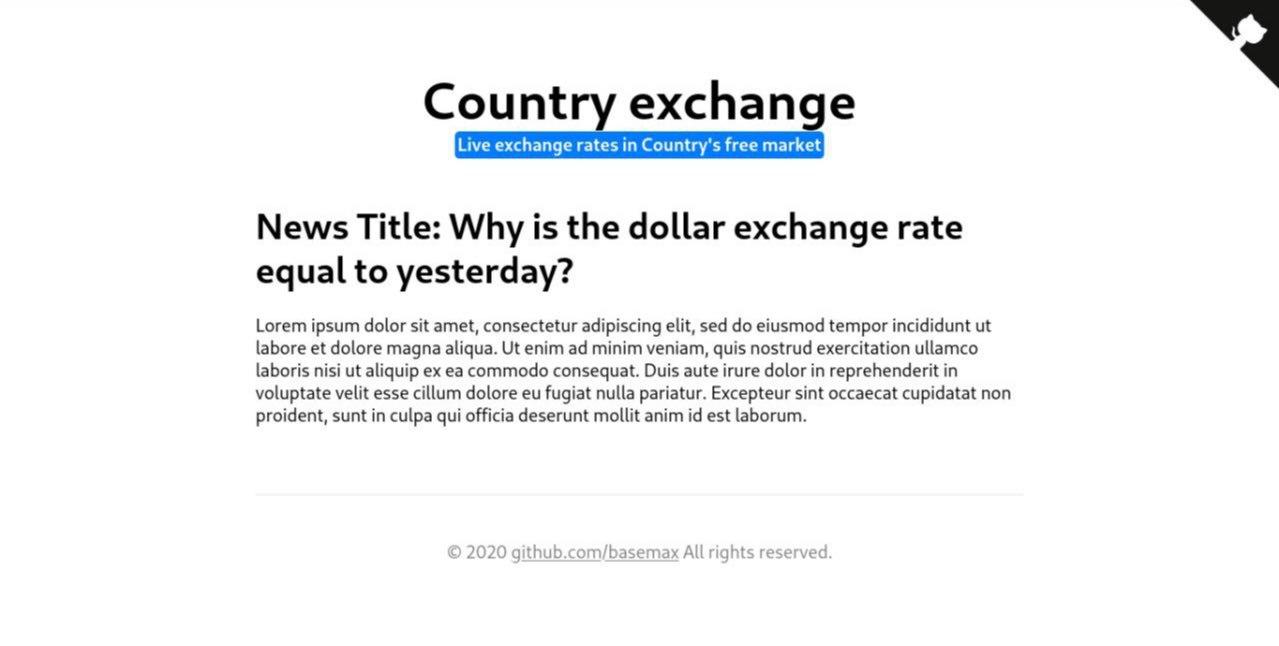 Country exchange
Live exchange rates in Country's free market
News Title: Why is the dollar exchange rate
equal to yesterday?
Lorem ipsum dolor sit amet, consectetur adipiscing elit, sed do eiusmod tempor incididunt ut
labore et dolore magna aliqua. Ut enim ad minim veniam, quis nostrud exercitation ullamco
laboris nisi ut aliquip ex ea commodo consequat. Duis aute irure dolor in reprehenderit in
voluptate velit esse cillum dolore eu fugiat nulla pariatur. Excepteur sint occaecat cupidatat non
proident, sunt in culpa qui officia deserunt mollit anim id est laborum.
© 2020 github.com/basemax All rights reserved.